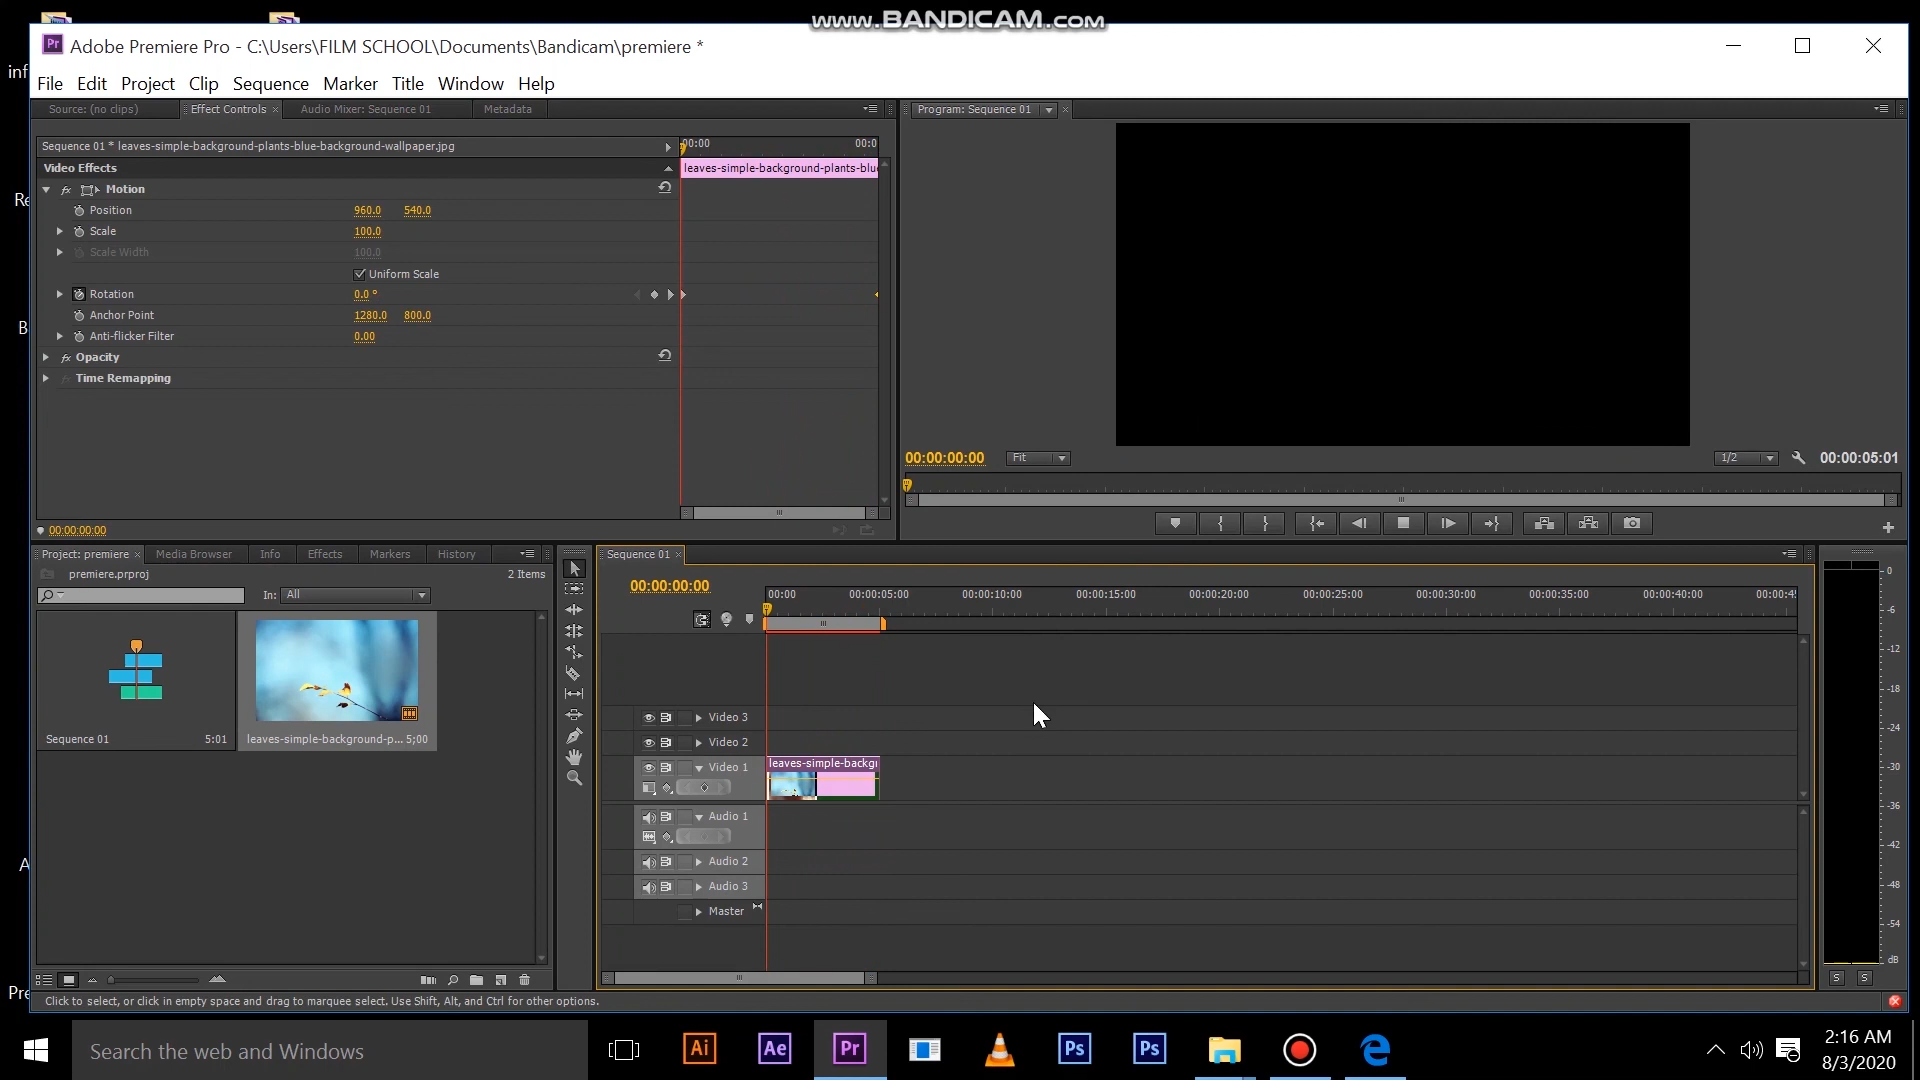 www.BANDICAM.com
Adobe Premiere Pro - C:\Users\FILM SCHOOL\Documents\Bandicam\premiere *
inf
Re
B
A
Pre
File Edit Project Clip Sequence Marker Title Window Help
Source: (no clips) Effect Controls Audio Mixer: Sequence 01 Metadata
Sequence 01 * leaves-simple-background-plants-blue-background-wallpaper.jpg
00:00 00:0
Video Effects
leaves-simple-background-plants-blu
fx Motion
Position 960.0 540.0
Scale 100.0
Scale Width 100.0
Uniform Scale
Rotation 0.0 °
Anchor Point 1280.0 800.0
Anti-flicker Filter 0.00
fx Opacity
fx Time Remapping
00:00:00:00
Program: Sequence 01
00:00:00:00 Fit 1/2 00:00:05:01
Project: premiere Media Browser Info Effects Markers History
premiere.prproj 2 Items
In: All
Sequence 01 5:01
leaves-simple-background-p... 5;00
Sequence 01
00:00:00:00
00:00 00:00:05:00 00:00:10:00 00:00:15:00 00:00:20:00 00:00:25:00 00:00:30:00 00:00:35:00 00:00:40:00 00:00:45
Video 3
Video 2
Video 1
leaves-simple-backgr
Audio 1
Audio 2
Audio 3
Master
0
-6
-12
-18
-24
-30
-36
-42
-48
-54
dB
S S
Click to select, or click in empty space and drag to marquee select. Use Shift, Alt, and Ctrl for other options.
Search the web and Windows
Ai Ae Pr Ps Ps
2:16 AM
8/3/2020